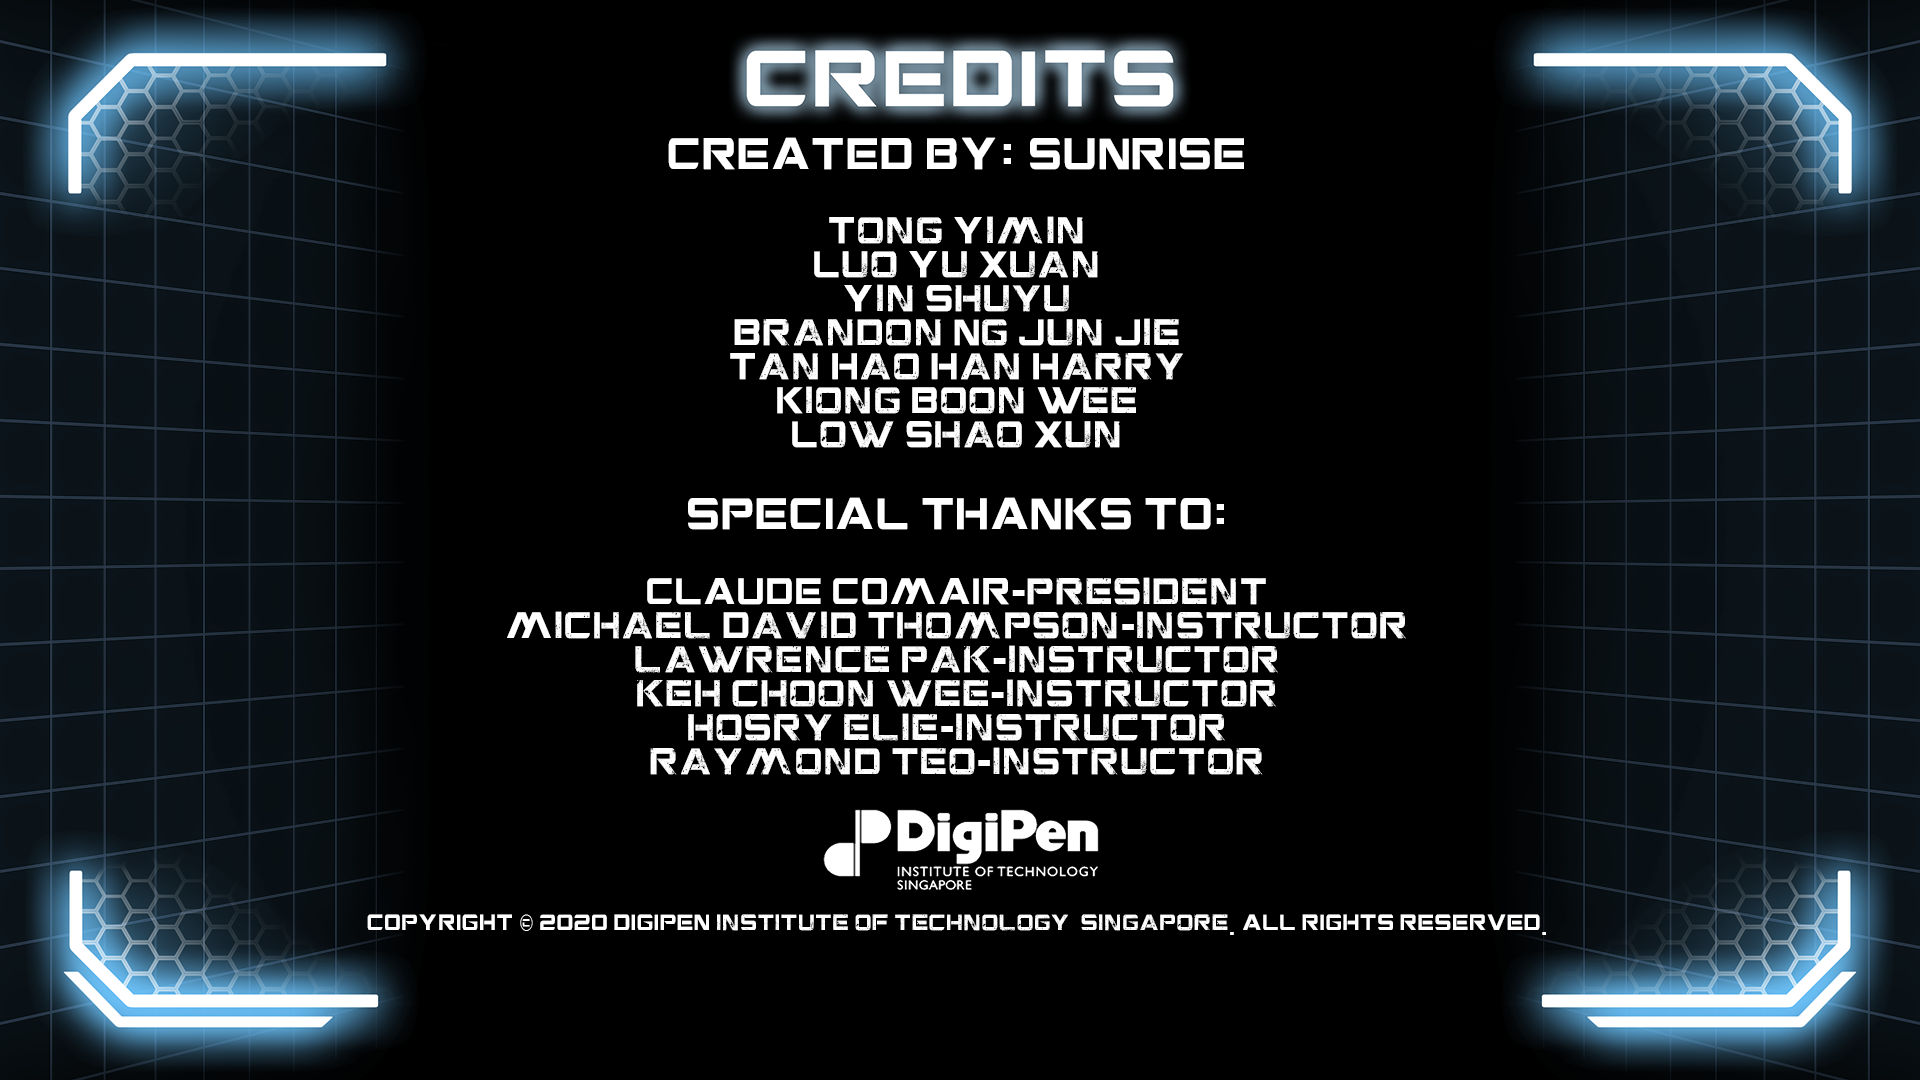 CREDITS
CREATED BY: SUNRISE
TONG YIMIN
LUO YU XUAN
YIN SHUYU
BRANDON NG JUN JIE
TAN HAO HAN HARRY
KIONG BOON WEE
LOW SHAO XUN
SPECIAL THANKS TO:
CLAUDE COMAIR-PRESIDENT
MICHAEL DAVID THOMPSON-INSTRUCTOR
LAWRENCE PAK-INSTRUCTOR
KEH CHOON WEE-INSTRUCTOR
HOSRY ELIE-INSTRUCTOR
RAYMOND TEO-INSTRUCTOR
DigiPen
INSTITUTE OF TECHNOLOGY
SINGAPORE
COPYRIGHT © 2020 DIGIPEN INSTITUTE OF TECHNOLOGY SINGAPORE. ALL RIGHTS RESERVED.